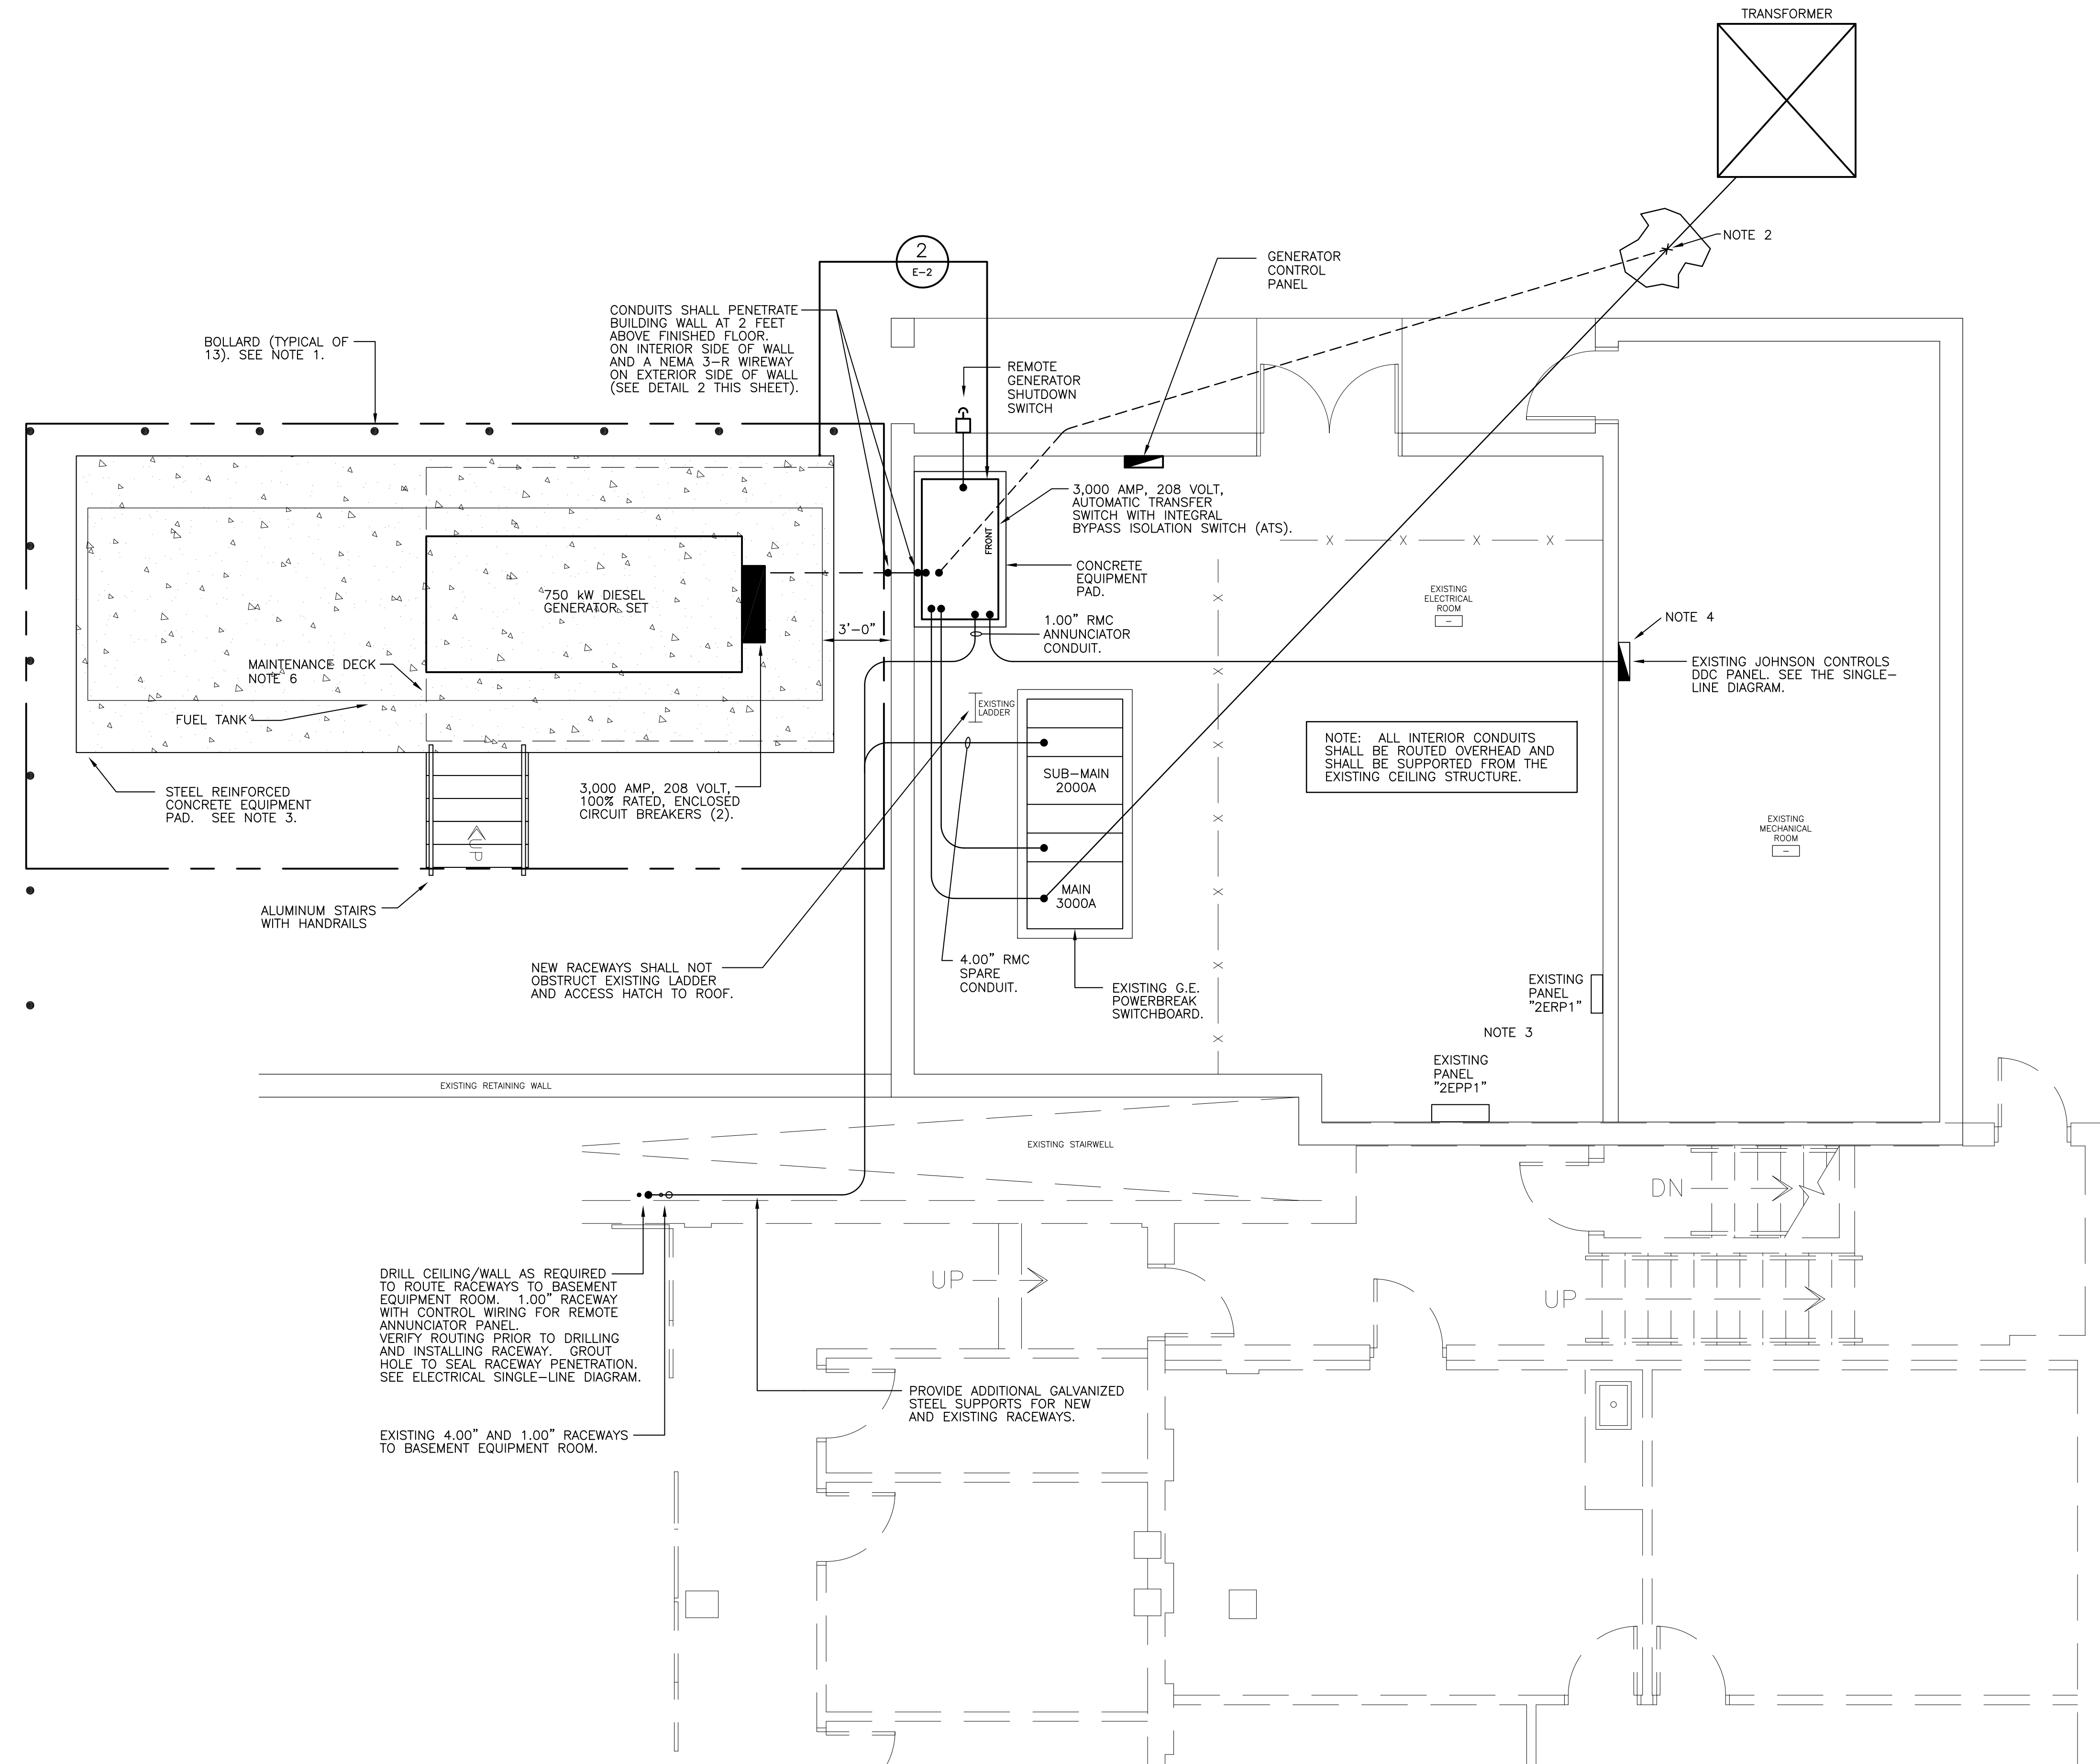 TRANSFORMER
NOTE 2
2
E-2
GENERATOR
CONTROL
PANEL
CONDUITS SHALL PENETRATE
BUILDING WALL AT 2 FEET
ABOVE FINISHED FLOOR.
ON INTERIOR SIDE OF WALL
AND A NEMA 3-R WIREWAY
ON EXTERIOR SIDE OF WALL
(SEE DETAIL 2 THIS SHEET).
BOLLARD (TYPICAL OF
13). SEE NOTE 1.
REMOTE
GENERATOR
SHUTDOWN
SWITCH
3,000 AMP, 208 VOLT,
AUTOMATIC TRANSFER
SWITCH WITH INTEGRAL
BYPASS ISOLATION SWITCH (ATS).
FRONT
CONCRETE
EQUIPMENT
PAD.
1.00" RMC
ANNUNCIATOR
CONDUIT.
EXISTING
ELECTRICAL
ROOM
-
NOTE 4
EXISTING JOHNSON CONTROLS
DDC PANEL. SEE THE SINGLE-
LINE DIAGRAM.
750 kW DIESEL
GENERATOR SET
3'-0"
MAINTENANCE DECK
NOTE 6
FUEL TANK
EXISTING
LADDER
NOTE: ALL INTERIOR CONDUITS
SHALL BE ROUTED OVERHEAD AND
SHALL BE SUPPORTED FROM THE
EXISTING CEILING STRUCTURE.
SUB-MAIN
2000A
STEEL REINFORCED
CONCRETE EQUIPMENT
PAD. SEE NOTE 3.
3,000 AMP, 208 VOLT,
100% RATED, ENCLOSED
CIRCUIT BREAKERS (2).
UP
EXISTING
MECHANICAL
ROOM
-
MAIN
3000A
ALUMINUM STAIRS
WITH HANDRAILS
NEW RACEWAYS SHALL NOT
OBSTRUCT EXISTING LADDER
AND ACCESS HATCH TO ROOF.
4.00" RMC
SPARE
CONDUIT.
EXISTING G.E.
POWERBREAK
SWITCHBOARD.
EXISTING
PANEL
"2ERP1"
NOTE 3
EXISTING
PANEL
"2EPP1"
EXISTING RETAINING WALL
EXISTING STAIRWELL
DN
UP
UP
DRILL CEILING/WALL AS REQUIRED
TO ROUTE RACEWAYS TO BASEMENT
EQUIPMENT ROOM. 1.00" RACEWAY
WITH CONTROL WIRING FOR REMOTE
ANNUNCIATOR PANEL.
VERIFY ROUTING PRIOR TO DRILLING
AND INSTALLING RACEWAY. GROUT
HOLE TO SEAL RACEWAY PENETRATION.
SEE ELECTRICAL SINGLE-LINE DIAGRAM.
PROVIDE ADDITIONAL GALVANIZED
STEEL SUPPORTS FOR NEW
AND EXISTING RACEWAYS.
EXISTING 4.00" AND 1.00" RACEWAYS
TO BASEMENT EQUIPMENT ROOM.